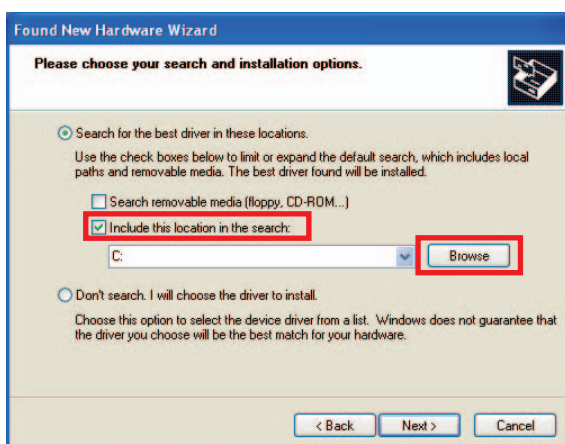 Found New Hardware Wizard
Please choose your search and installation options.
Search for the best driver in these locations.
Use the check boxes below to limit or expand the default search, which includes local
paths and removable media. The best driver found will be installed.
Search removable media (floppy, CD-ROM...)
Include this location in the search:
C:
Browse
Don't search. I will choose the driver to install.
Choose this option to select the device driver from a list. Windows does not guarantee that
the driver you choose will be the best match for your hardware.
< Back
Next >
Cancel